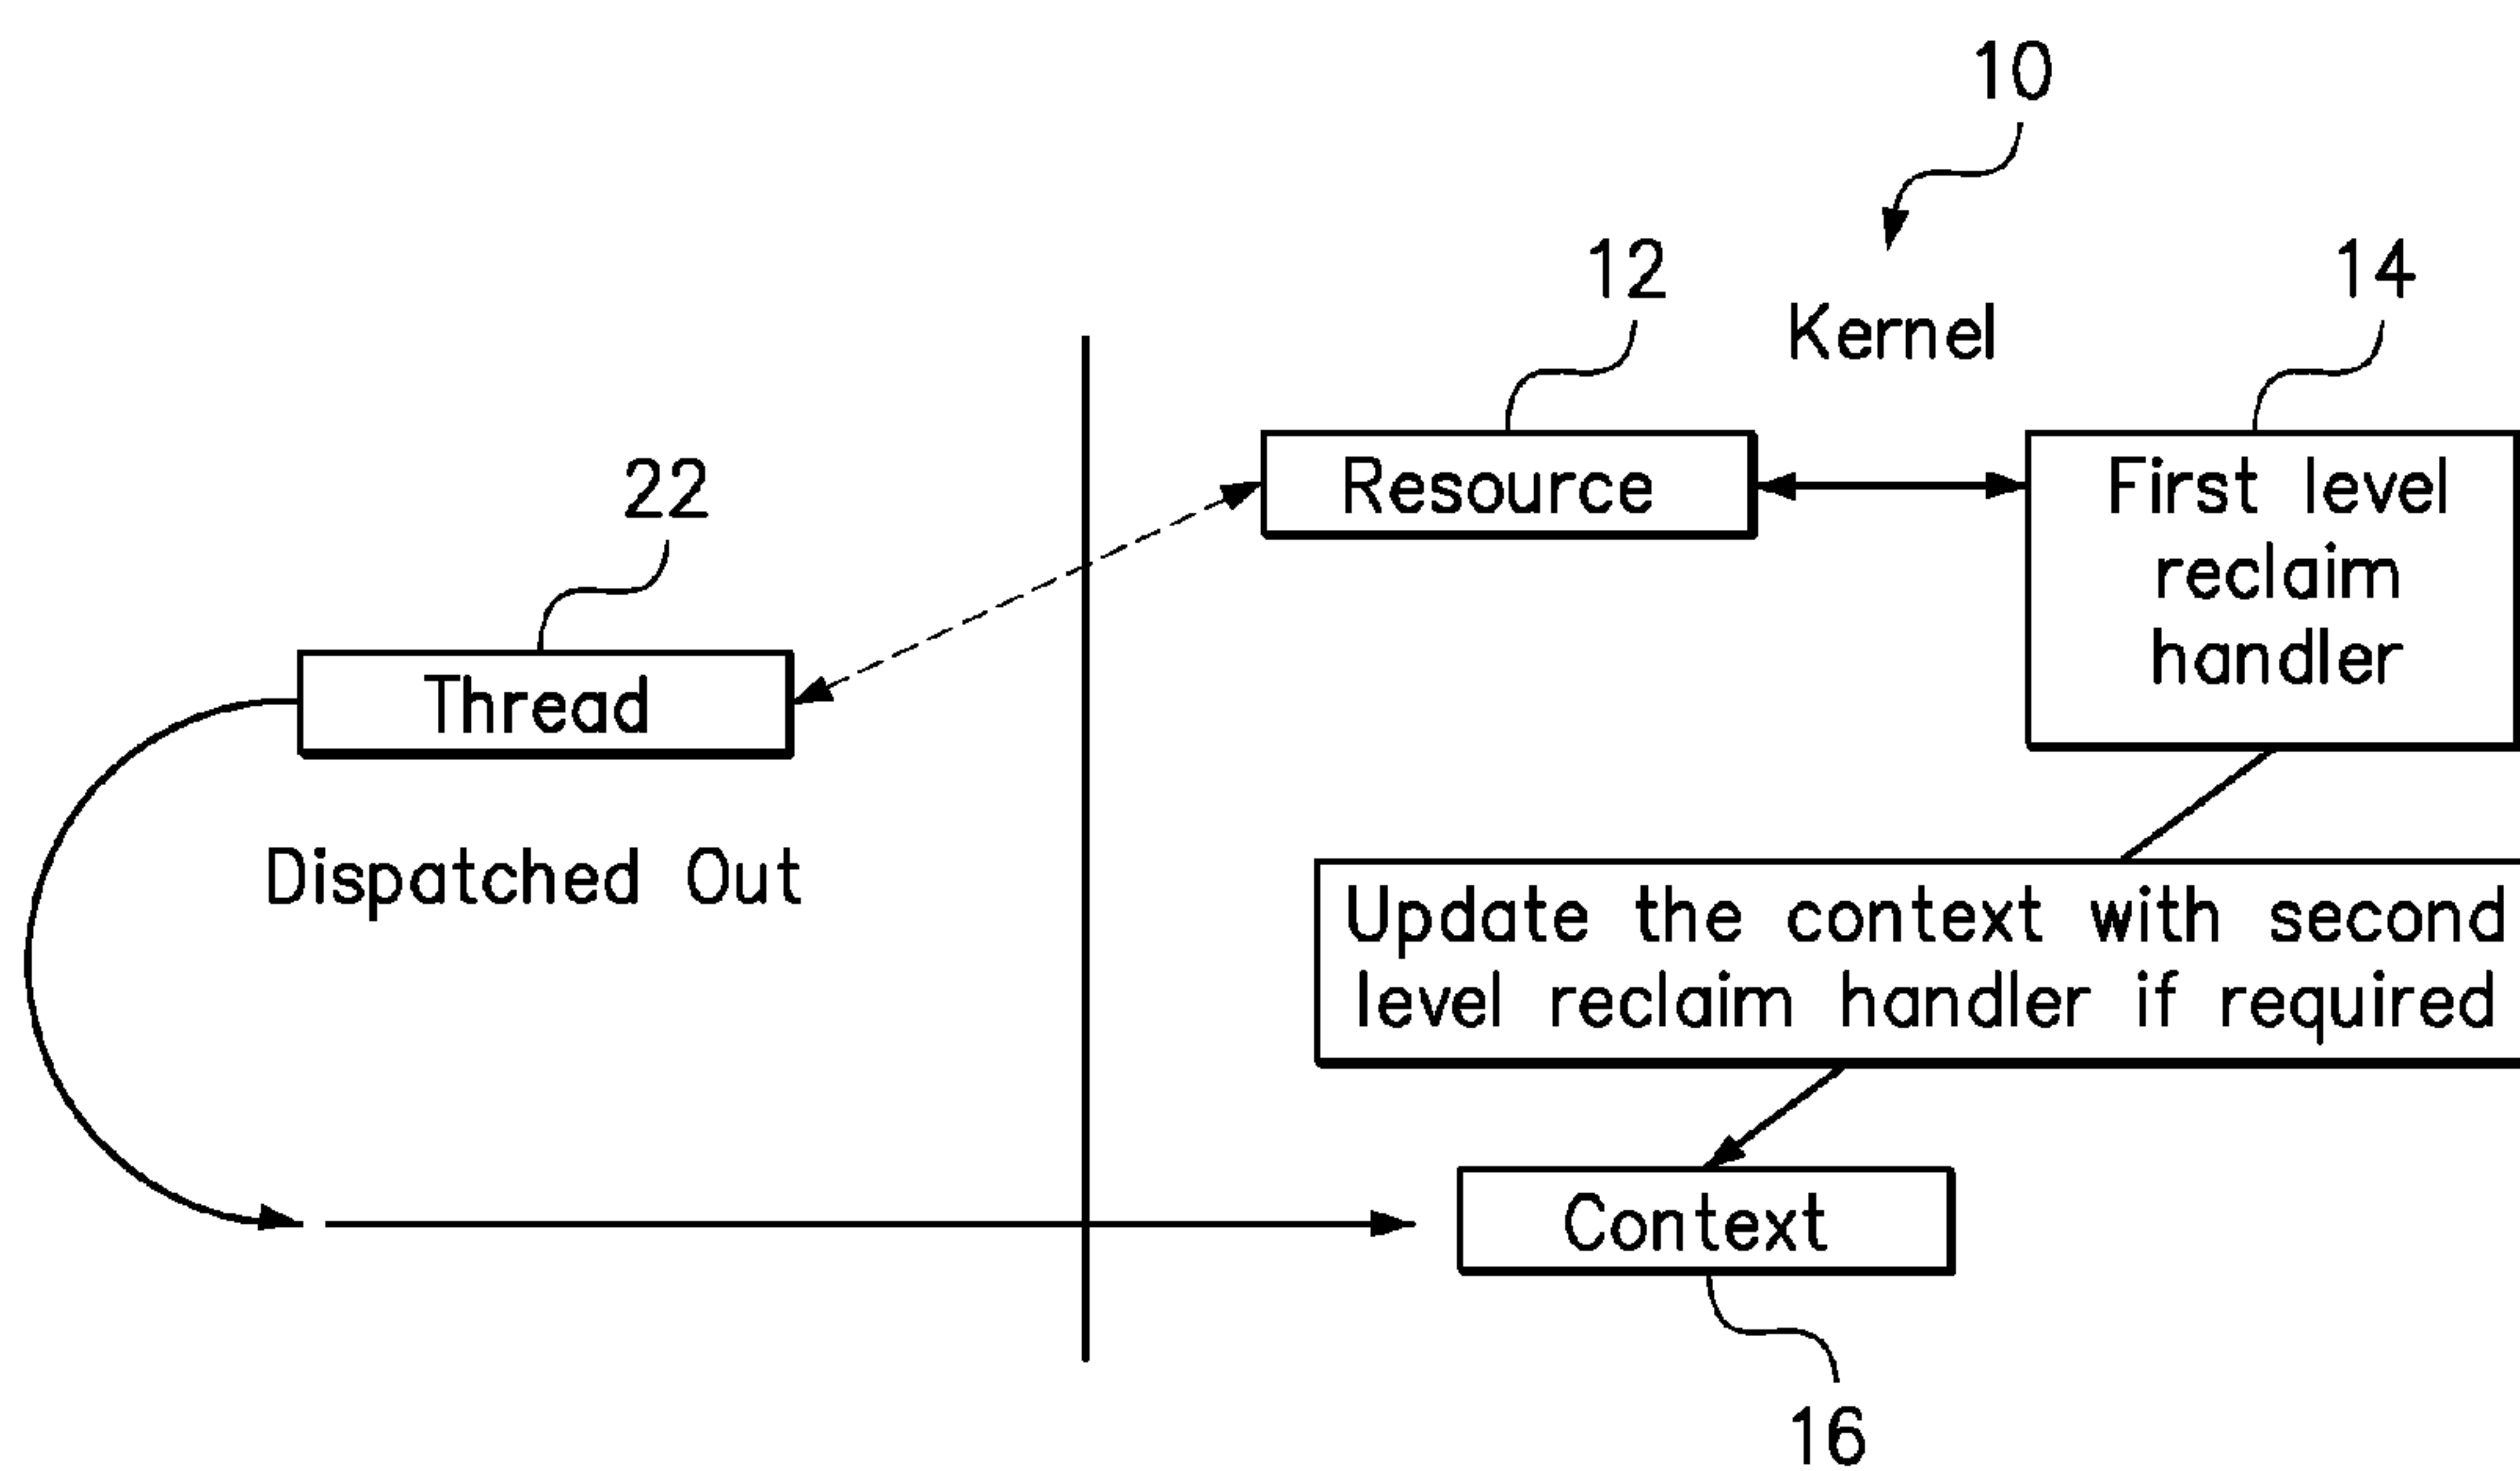 10
12
14
Kernel
22
Resource
First level
reclaim
handler
Thread
Dispatched Out
Update the context with second
level reclaim handler if required
Context
16